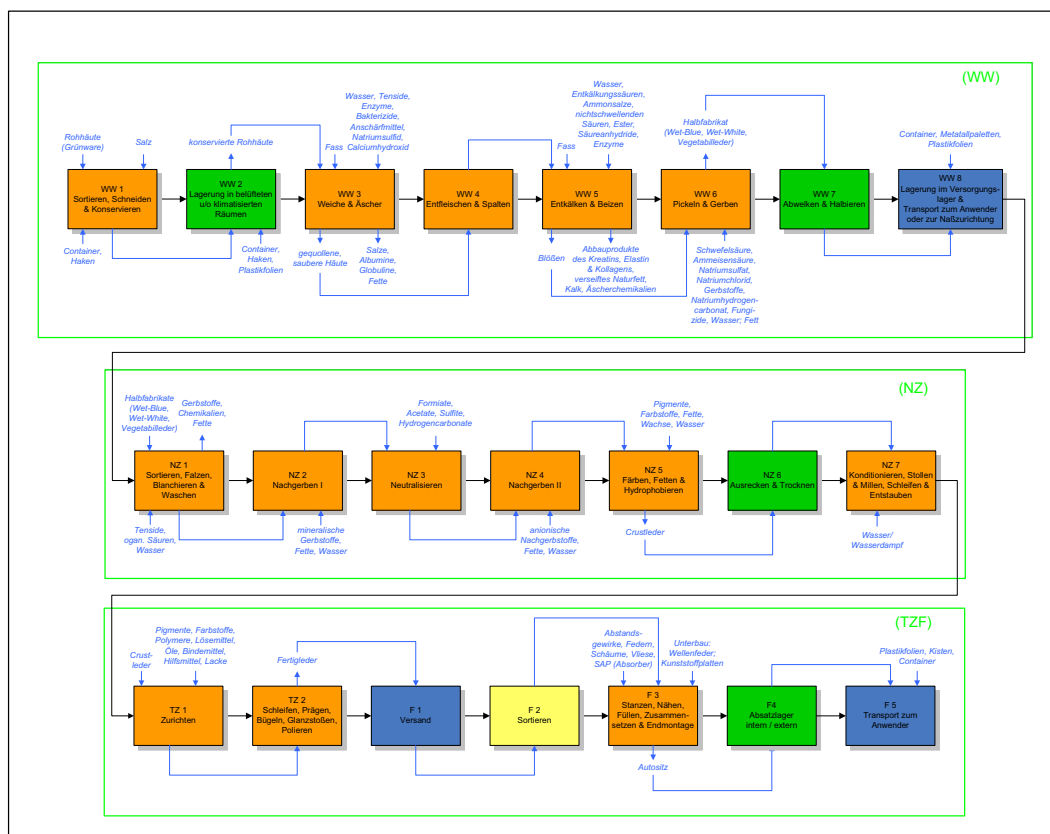 (WW)
Rohhäute
(Grünware)
Salz
konservierte Rohhäute
Fass
Wasser, Tenside,
Enzyme,
Bakterizide,
Anschärfmittel,
Natriumsulfid,
Calciumhydroxid
Fass
Wasser,
Entkälkungssäuren,
Ammonsalze,
nichtschwellenden
Säuren, Ester,
Säureanhydride,
Enzyme
Halbfabrikat
(Wet-Blue, Wet-White,
Vegetabilleder)
Container, Metatallpaletten,
Plastikfolien
WW 1
Sortieren, Schneiden
& Konservieren
WW 2
Lagerung in belüfteten
u/o klimatisierten
Räumen
WW 3
Weiche & Äscher
WW 4
Entfleischen & Spalten
WW 5
Entkälken & Beizen
WW 6
Pickeln & Gerben
WW 7
Abwelken & Halbieren
WW 8
Lagerung im Versorgungs-
lager &
Transport zum Anwender
oder zur Naßzurichtung
Container,
Haken
Container,
Haken,
Plastikfolien
gequollene,
saubere Häute
Salze,
Albumine,
Globuline,
Fette
Blößen
Abbauprodukte
des Kreatins, Elastin
& Kollagens,
verseiftes Naturfett,
Kalk, Äscherchemikalien
Schwefelsäure,
Ameisensäure,
Natriumsulfat,
Natriumchlorid,
Gerbstoffe,
Natriumhydrogen-
carbonat, Fungi-
zide, Wasser; Fett
(NZ)
Halbfabrikate
(Wet-Blue,
Wet-White,
Vegetabilleder)
Gerbstoffe,
Chemikalien,
Fette
Formiate,
Acetate, Sulfite,
Hydrogencarbonate
Pigmente,
Farbstoffe, Fette,
Wachse, Wasser
NZ 1
Sortieren, Falzen,
Blanchieren &
Waschen
NZ 2
Nachgerben I
NZ 3
Neutralisieren
NZ 4
Nachgerben II
NZ 5
Färben, Fetten &
Hydrophobieren
NZ 6
Ausrecken & Trocknen
NZ 7
Konditionieren, Stollen
& Millen, Schleifen &
Entstauben
Tenside,
ogan. Säuren,
Wasser
mineralische
Gerbstoffe,
Fette, Wasser
anionische
Nachgerbstoffe,
Fette, Wasser
Crustleder
Wasser/
Wasserdampf
(TZF)
Crust-
leder
Pigmente, Farbstoffe,
Polymere, Lösemittel,
Öle, Bindemittel,
Hilfsmittel, Lacke
Fertigleder
Abstands-
gewirke, Federn,
Schäume, Vliese,
SAP (Absorber)
Unterbau:
Wellenfeder;
Kunststoffplatten
Plastikfolien, Kisten,
Container
TZ 1
Zurichten
TZ 2
Schleifen, Prägen,
Bügeln, Glanzstoßen,
Polieren
F 1
Versand
F 2
Sortieren
F 3
Stanzen, Nähen,
Füllen, Zusammen-
setzen & Endmontage
F4
Absatzlager
intern / extern
F 5
Transport zum
Anwender
Autositz